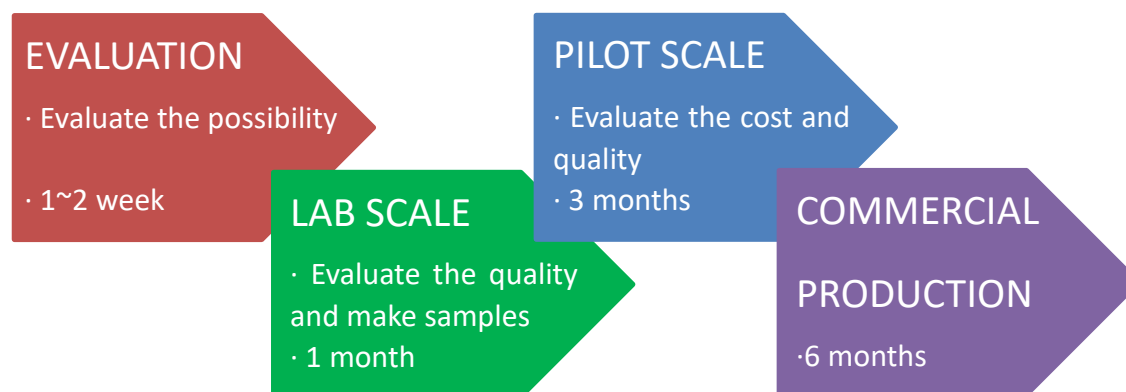 EVALUATION
· Evaluate the possibility
· 1~2 week
LAB SCALE
· Evaluate the quality
and make samples
· 1 month
PILOT SCALE
· Evaluate the cost and
quality
· 3 months
COMMERCIAL
PRODUCTION
·6 months